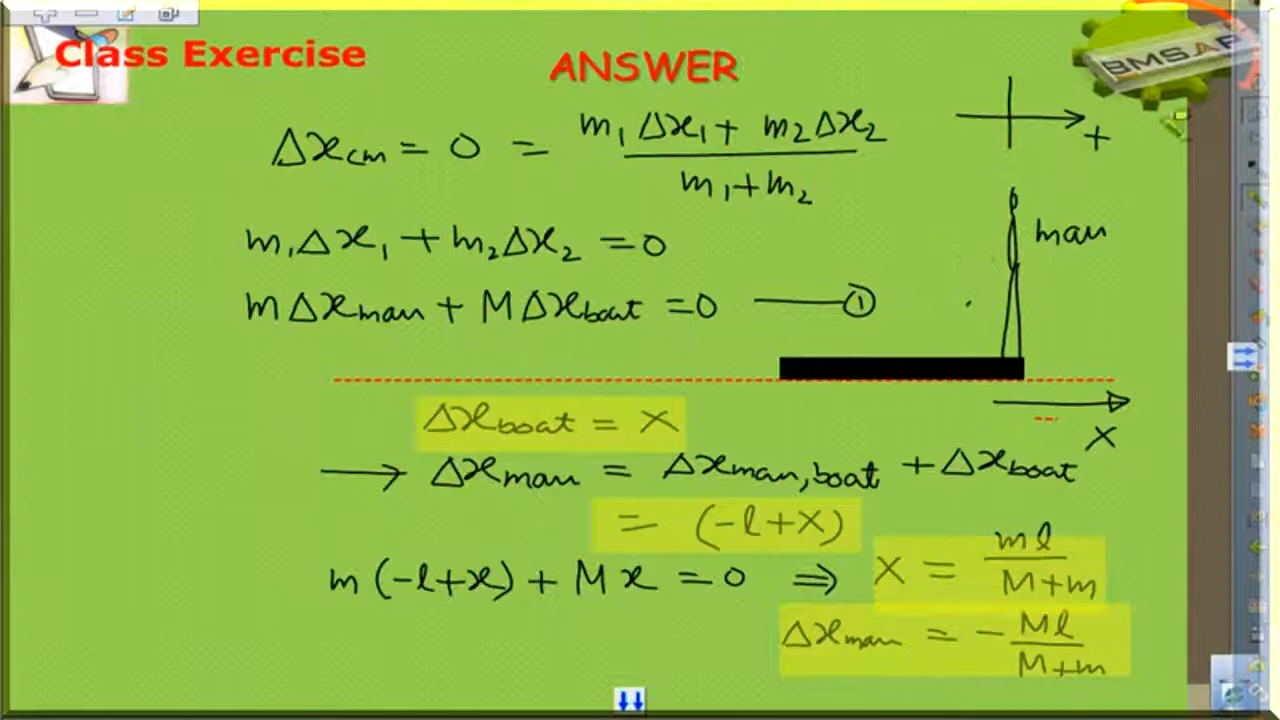 Class Exercise
ANSWER
BMSAP
Δx_cm = 0 = (m₁Δx₁ + m₂Δx₂) / (m₁+m₂)
+
m₁Δx₁ + m₂Δx₂ = 0
man
mΔx_man + MΔx_boat = 0 —— ①
Δx_boat = X
X
→ Δx_man = Δx_man,boat + Δx_boat
= (-l+X)
m(-l+x) + Mx = 0 ⇒ X = ml / (M+m)
Δx_man = - Ml / (M+m)